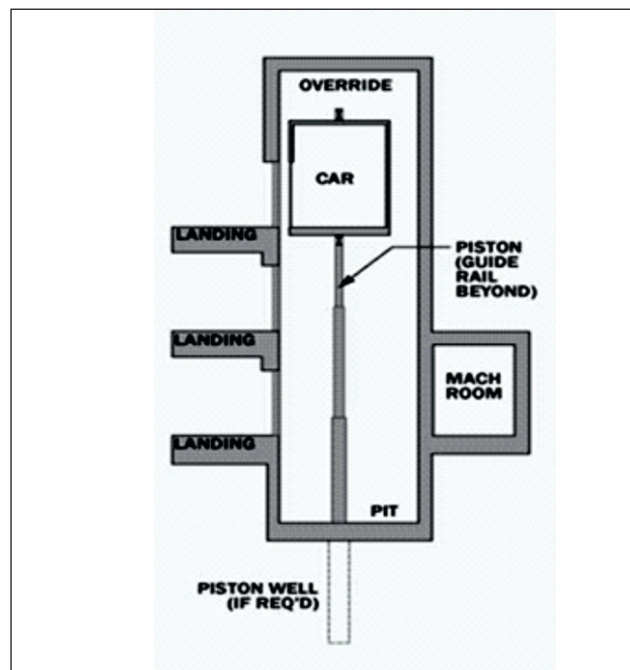 OVERRIDE
CAR
LANDING
PISTON
(GUIDE
RAIL
BEYOND)
LANDING
MACH
ROOM
LANDING
PIT
PISTON WELL
(IF REQ'D)